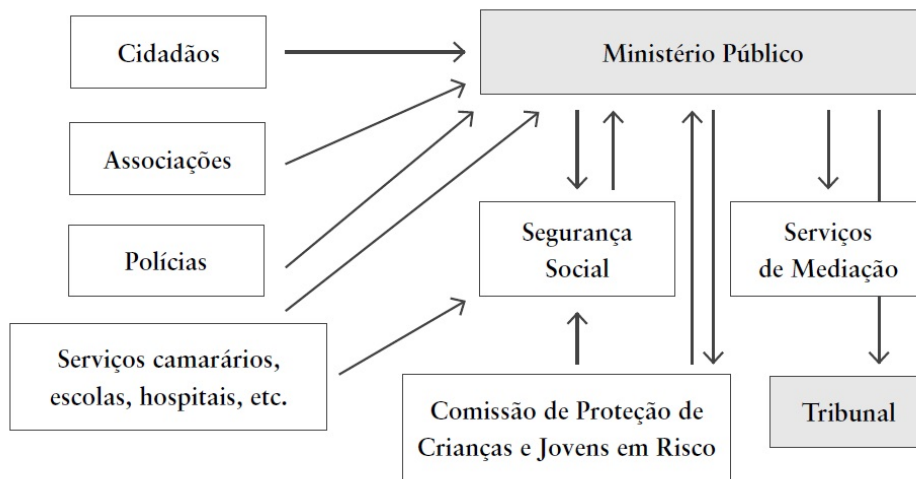 Cidadãos
Ministério Público
Associações
Polícias
Segurança
Social
Serviços
de Mediação
Serviços camarários,
escolas, hospitais, etc.
Comissão de Proteção de
Crianças e Jovens em Risco
Tribunal